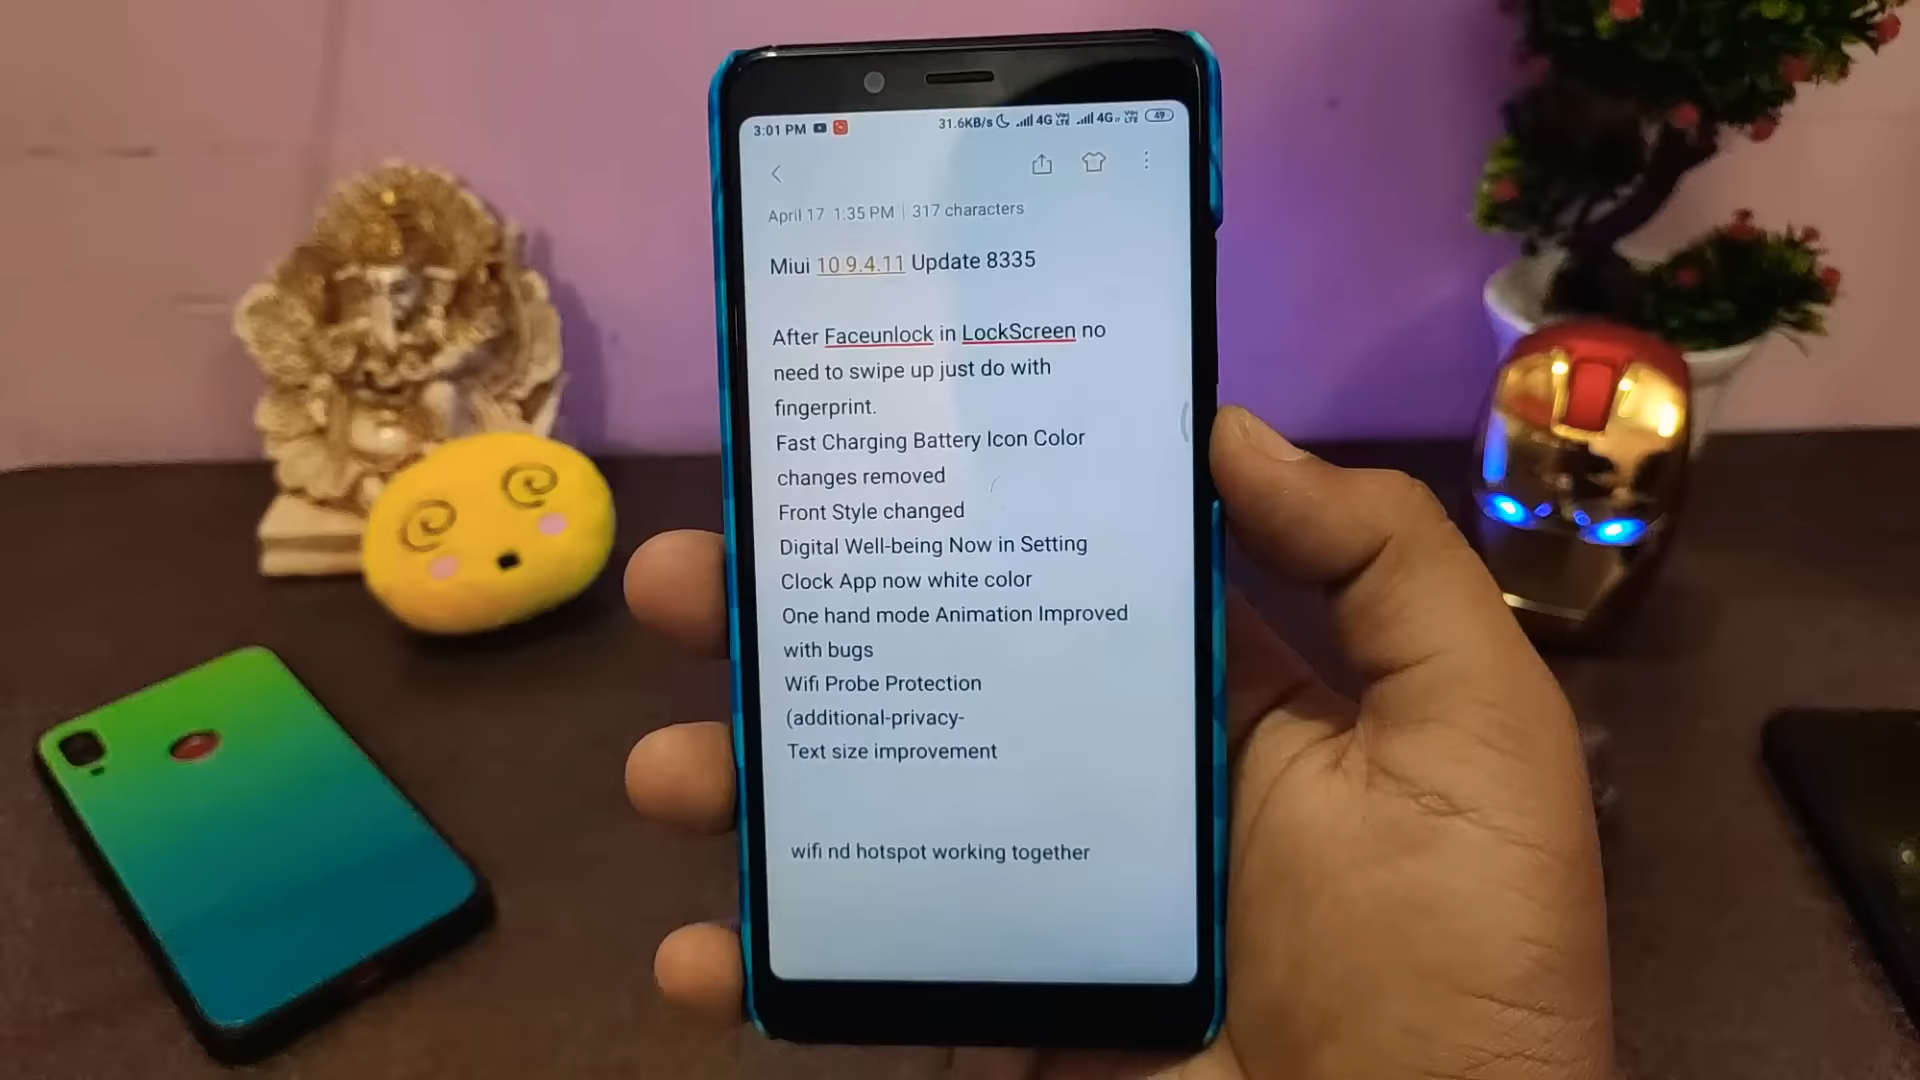 3:01 PM 31.6KB/s 4G VoLTE 4G VoLTE 49
April 17 1:35 PM | 317 characters
Miui 10 9.4.11 Update 8335
After Faceunlock in LockScreen no
need to swipe up just do with
fingerprint.
Fast Charging Battery Icon Color
changes removed
Front Style changed
Digital Well-being Now in Setting
Clock App now white color
One hand mode Animation Improved
with bugs
Wifi Probe Protection
(additional-privacy-
Text size improvement
wifi nd hotspot working together